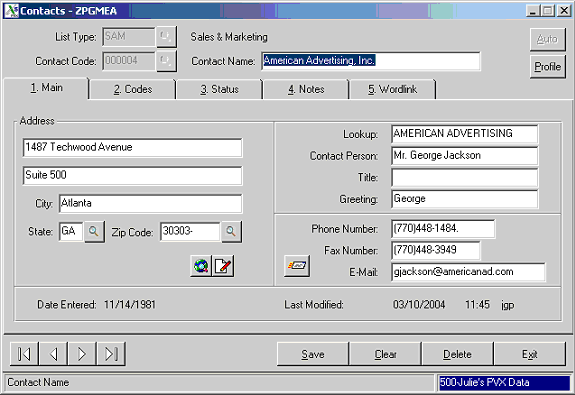 Contacts - ZPGMEA
List Type: SAM Sales & Marketing Auto
Contact Code: 000004 Contact Name: American Advertising, Inc. Profile
1. Main 2. Codes 3. Status 4. Notes 5. Wordlink
Address
1487 Techwood Avenue
Suite 500
City: Atlanta
State: GA Zip Code: 30303-
Lookup: AMERICAN ADVERTISING
Contact Person: Mr. George Jackson
Title:
Greeting: George
Phone Number: (770)448-1484.
Fax Number: (770)448-3949
E-Mail: gjackson@americanad.com
Date Entered: 11/14/1981 Last Modified: 03/10/2004 11:45 jgp
Save Clear Delete Exit
Contact Name 500-Julie's PVX Data